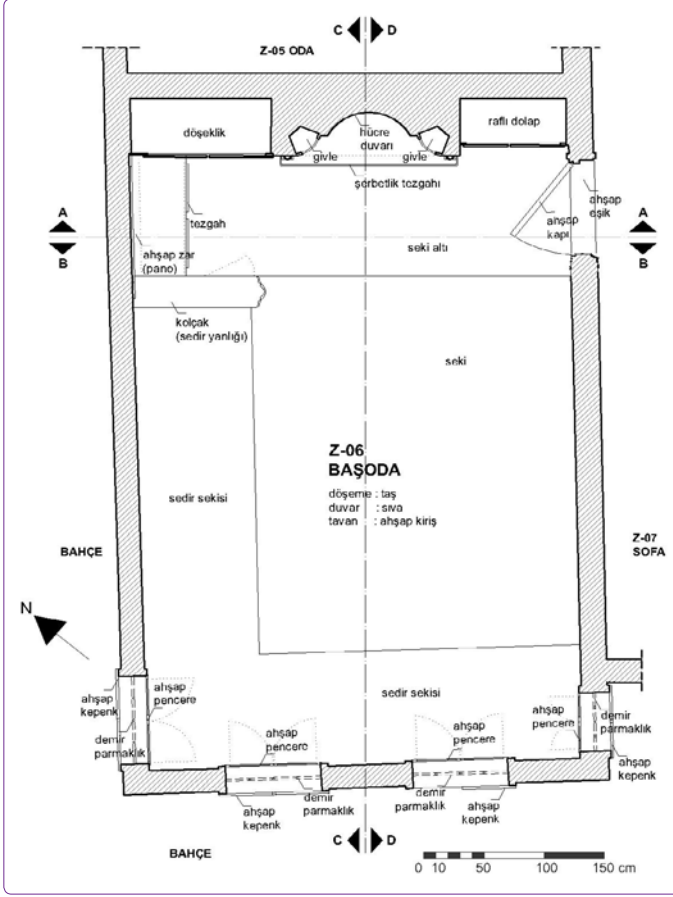 C D
Z-05 ODA
döşeklik
hücre
duvarı
givle
givle
raflı dolap
şerbetlik tezgahı
ahşap
eşik
A
B
tezgah
ahşap
kapı
A
B
seki altı
ahşap zar
(pano)
kolçak
(sedir yanlığı)
seki
Z-06
BAŞODA
döşeme : taş
duvar : sıva
tavan : ahşap kiriş
sedir sekisi
BAHÇE
Z-07
SOFA
N
sedir sekisi
ahşap
kepenk
ahşap
pencere
demir
parmaklık
ahşap
pencere
ahşap
pencere
ahşap
pencere
demir
parmaklık
ahşap
kepenk
ahşap
kepenk
demir
parmaklık
demir
parmaklık
ahşap
kepenk
BAHÇE
C D
0 10 50 100 150 cm